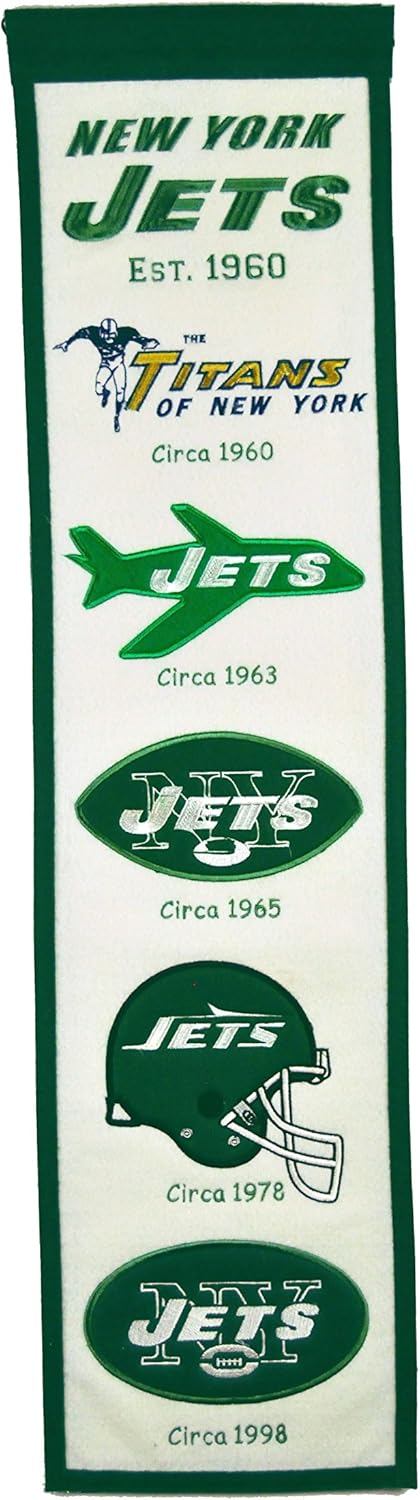 NEW YORK
JETS
EST. 1960
THE
TITANS
OF NEW YORK
Circa 1960
JETS
Circa 1963
NY
JETS
Circa 1965
JETS
Circa 1978
NY
JETS
Circa 1998